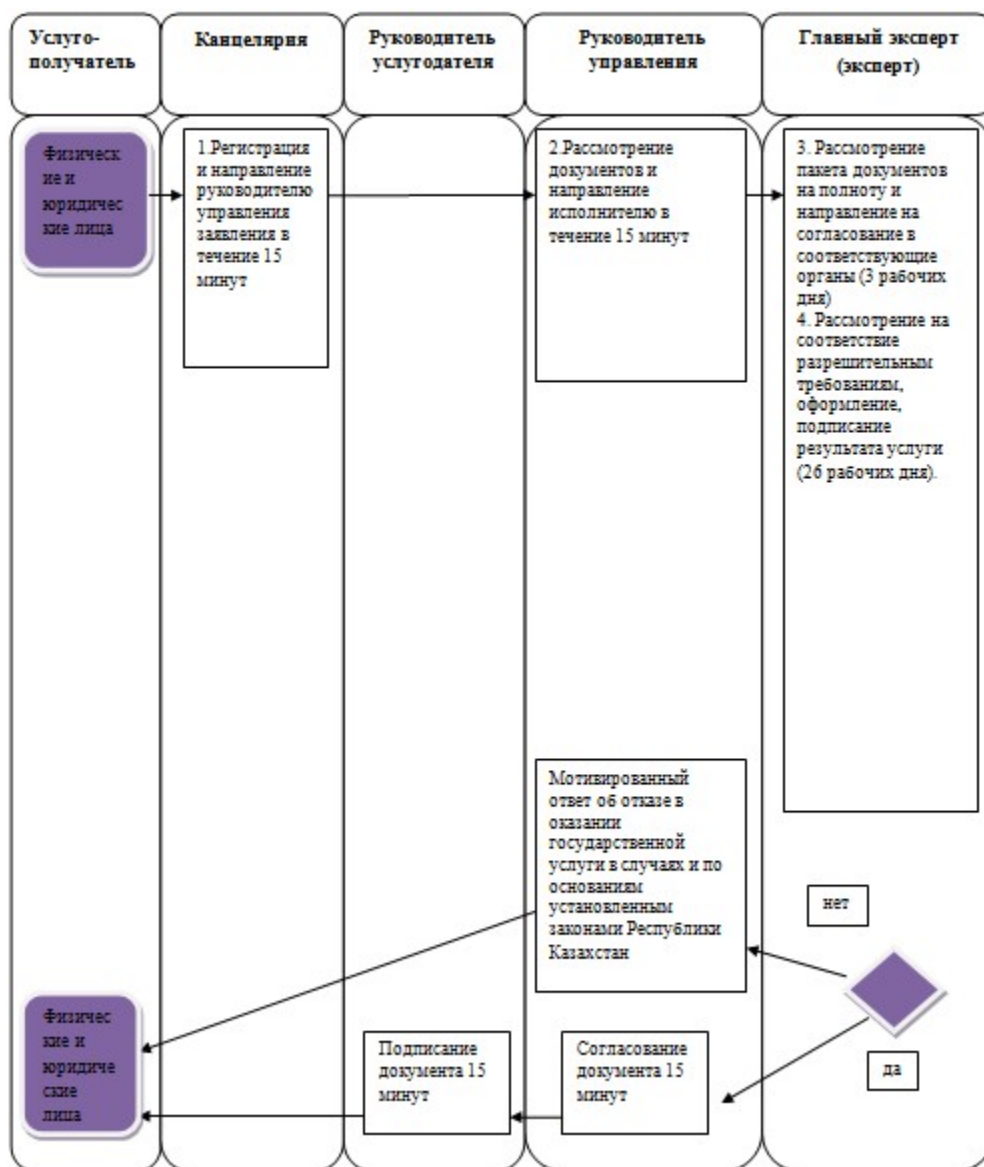 Услуго-
получатель
Канцелярия
Руководитель
услугодателя
Руководитель
управления
Главный эксперт
(эксперт)
Физическ
ие и
юридичес
кие лица
1.Регистрация
и направление
руководителю
управления
заявления в
течение 15
минут
2.Рассмотрение
документов и
направление
исполнителю в
течение 15 минут
3. Рассмотрение
пакета документов
на полноту и
направление на
согласование в
соответствующие
органы (3 рабочих
дня)
4. Рассмотрение на
соответствие
разрешительным
требованиям,
оформление,
подписание
результата услуги
(26 рабочих дня).
Мотивированный
ответ об отказе в
оказании
государственной
услуги в случаях и по
основаниям
установленным
законами Республики
Казахстан
нет
Физичес
кие и
юридиче
ские
лица
Подписание
документа 15
минут
Согласование
документа 15
минут
да